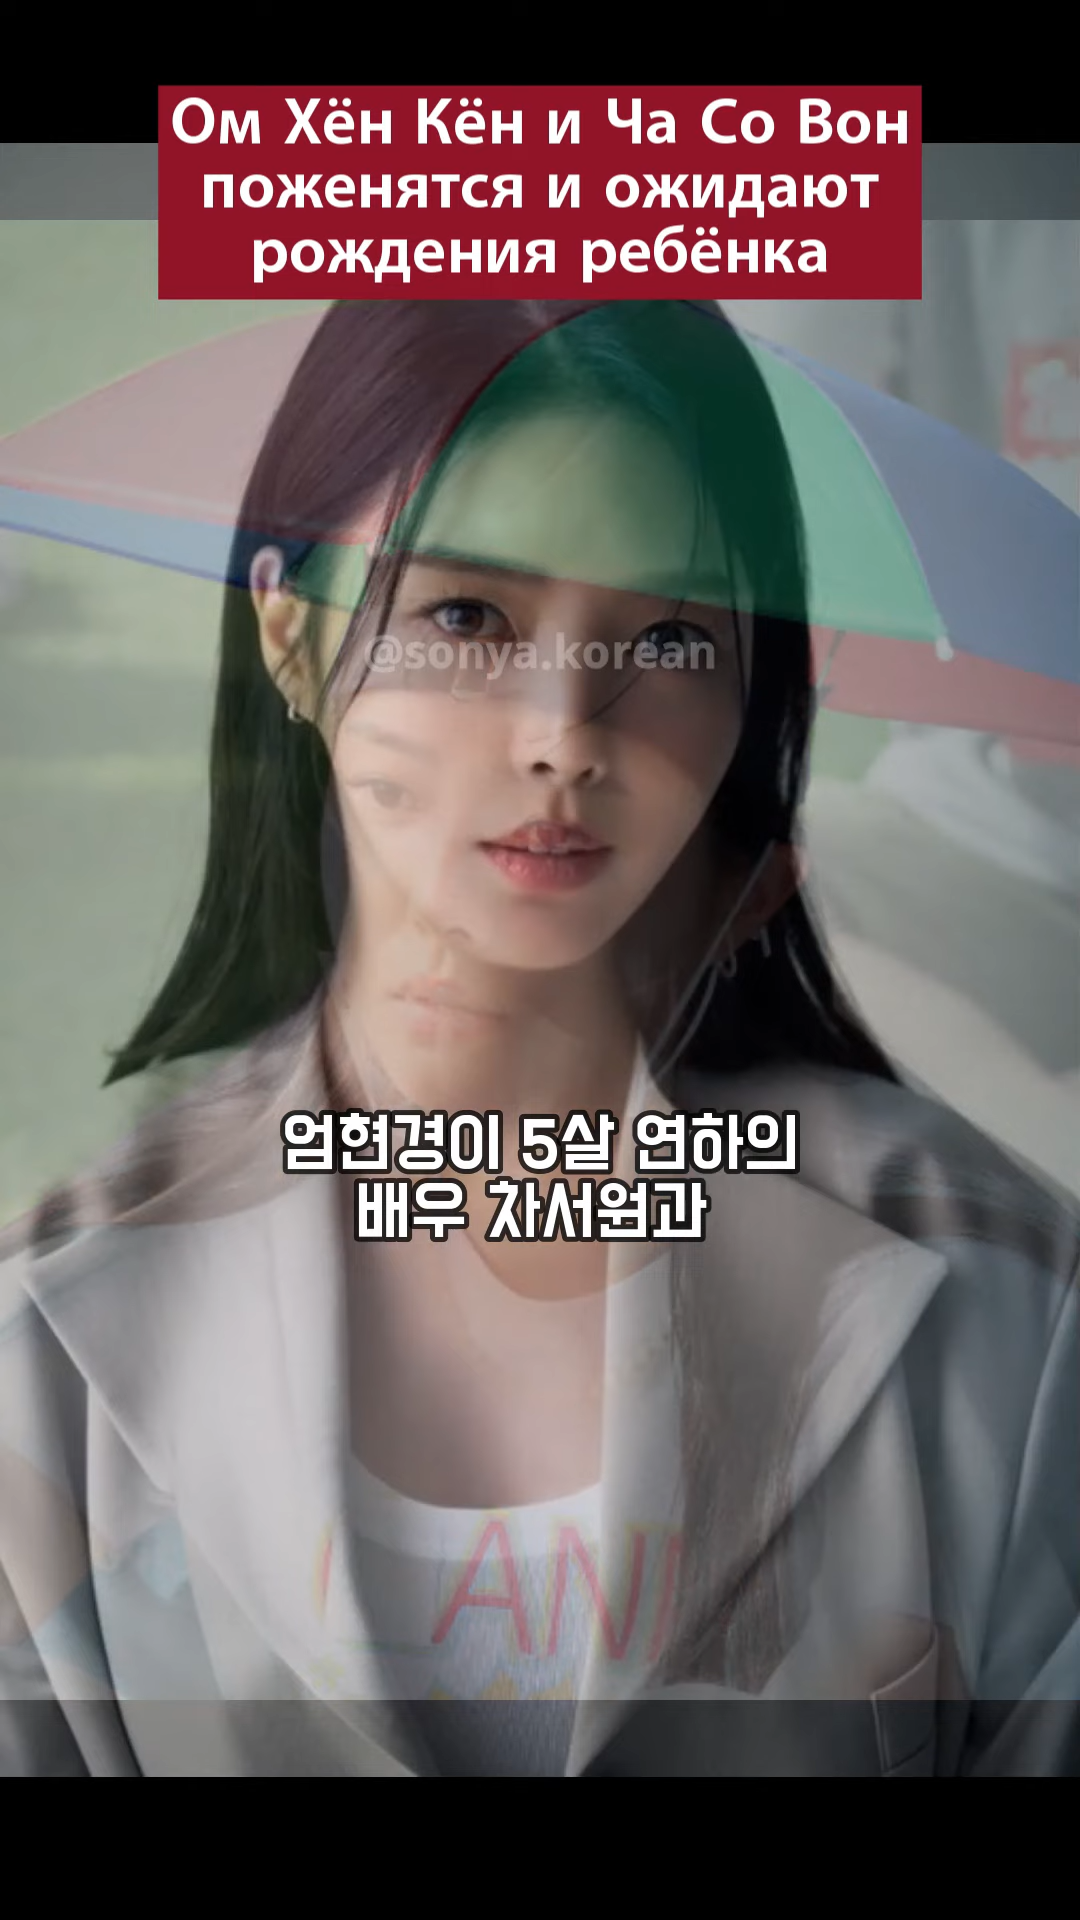 Ом Хён Кён и Ча Со Вон
поженятся и ожидают
рождения ребёнка
@sonya.korean
엄현경이 5살 연하의
배우 차서원과
ANN